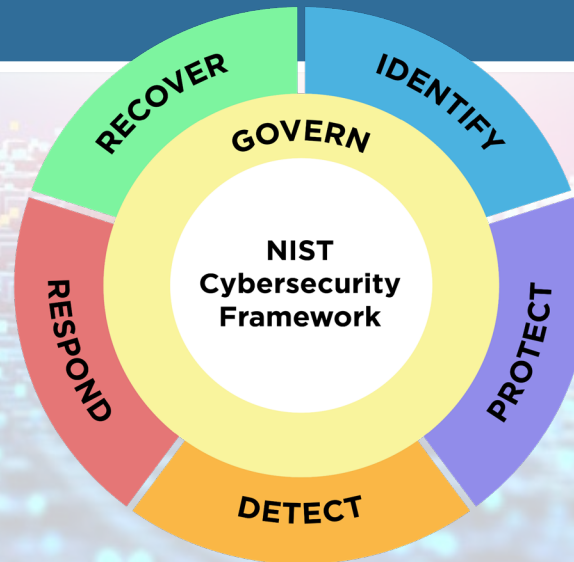 RECOVER
IDENTIFY
GOVERN
NIST
Cybersecurity
Framework
RESPOND
PROTECT
DETECT